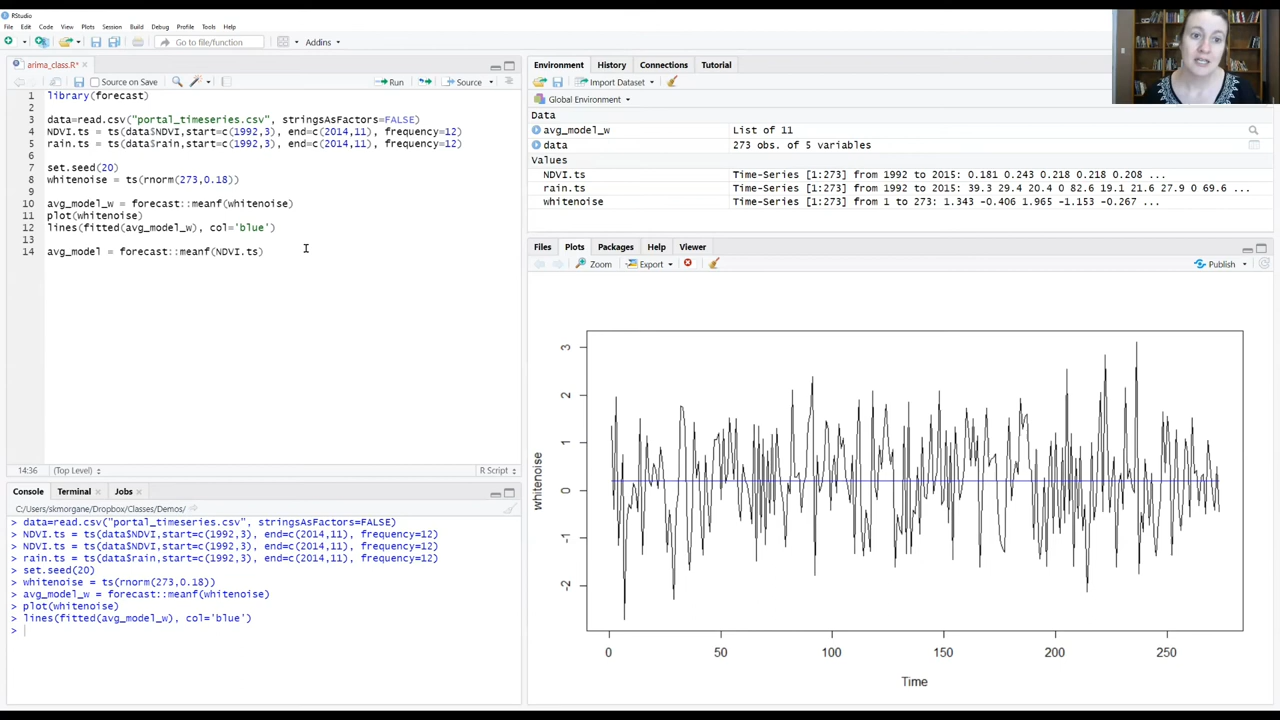 RStudio
File Edit Code View Plots Session Build Debug Profile Tools Help
Go to file/function Addins
arima_class.R*
Source on Save Run Source
1 library(forecast)
2
3 data=read.csv("portal_timeseries.csv", stringsAsFactors=FALSE)
4 NDVI.ts = ts(data$NDVI,start=c(1992,3), end=c(2014,11), frequency=12)
5 rain.ts = ts(data$rain,start=c(1992,3), end=c(2014,11), frequency=12)
6
7 set.seed(20)
8 whitenoise = ts(rnorm(273,0.18))
9
10 avg_model_w = forecast::meanf(whitenoise)
11 plot(whitenoise)
12 lines(fitted(avg_model_w), col='blue')
13
14 avg_model = forecast::meanf(NDVI.ts)
14:36 (Top Level) R Script
Console Terminal Jobs
C:/Users/skmorgane/Dropbox/Classes/Demos/
> data=read.csv("portal_timeseries.csv", stringsAsFactors=FALSE)
> NDVI.ts = ts(data$NDVI,start=c(1992,3), end=c(2014,11), frequency=12)
> NDVI.ts = ts(data$NDVI,start=c(1992,3), end=c(2014,11), frequency=12)
> rain.ts = ts(data$rain,start=c(1992,3), end=c(2014,11), frequency=12)
> set.seed(20)
> whitenoise = ts(rnorm(273,0.18))
> avg_model_w = forecast::meanf(whitenoise)
> plot(whitenoise)
> lines(fitted(avg_model_w), col='blue')
>
Environment History Connections Tutorial
Import Dataset
Global Environment
Data
avg_model_w List of 11
data 273 obs. of 5 variables
Values
NDVI.ts Time-Series [1:273] from 1992 to 2015: 0.181 0.243 0.218 0.218 0.208 ...
rain.ts Time-Series [1:273] from 1992 to 2015: 39.3 29.4 20.4 0 82.6 19.1 21.6 27.9 0 69.6 ...
whitenoise Time-Series [1:273] from 1 to 273: 1.343 -0.406 1.965 -1.153 -0.267 ...
Files Plots Packages Help Viewer
Zoom Export Publish
3
2
1
0
-1
-2
whitenoise
0 50 100 150 200 250
Time